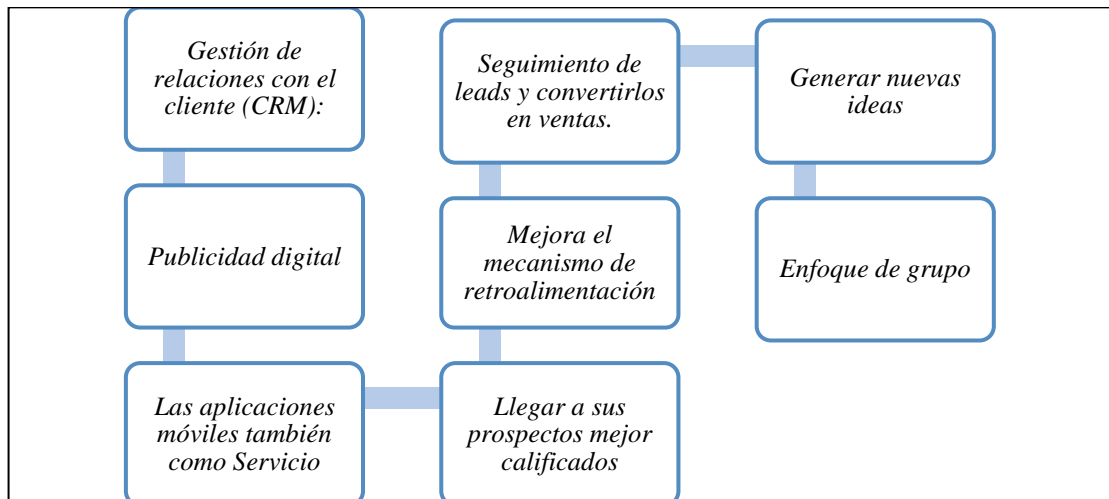 Gestión de
relaciones con el
cliente (CRM):
Publicidad digital
Las aplicaciones
móviles también
como Servicio
Llegar a sus
prospectos mejor
calificados
Mejora el
mecanismo de
retroalimentación
Seguimiento de
leads y convertirlos
en ventas.
Generar nuevas
ideas
Enfoque de grupo